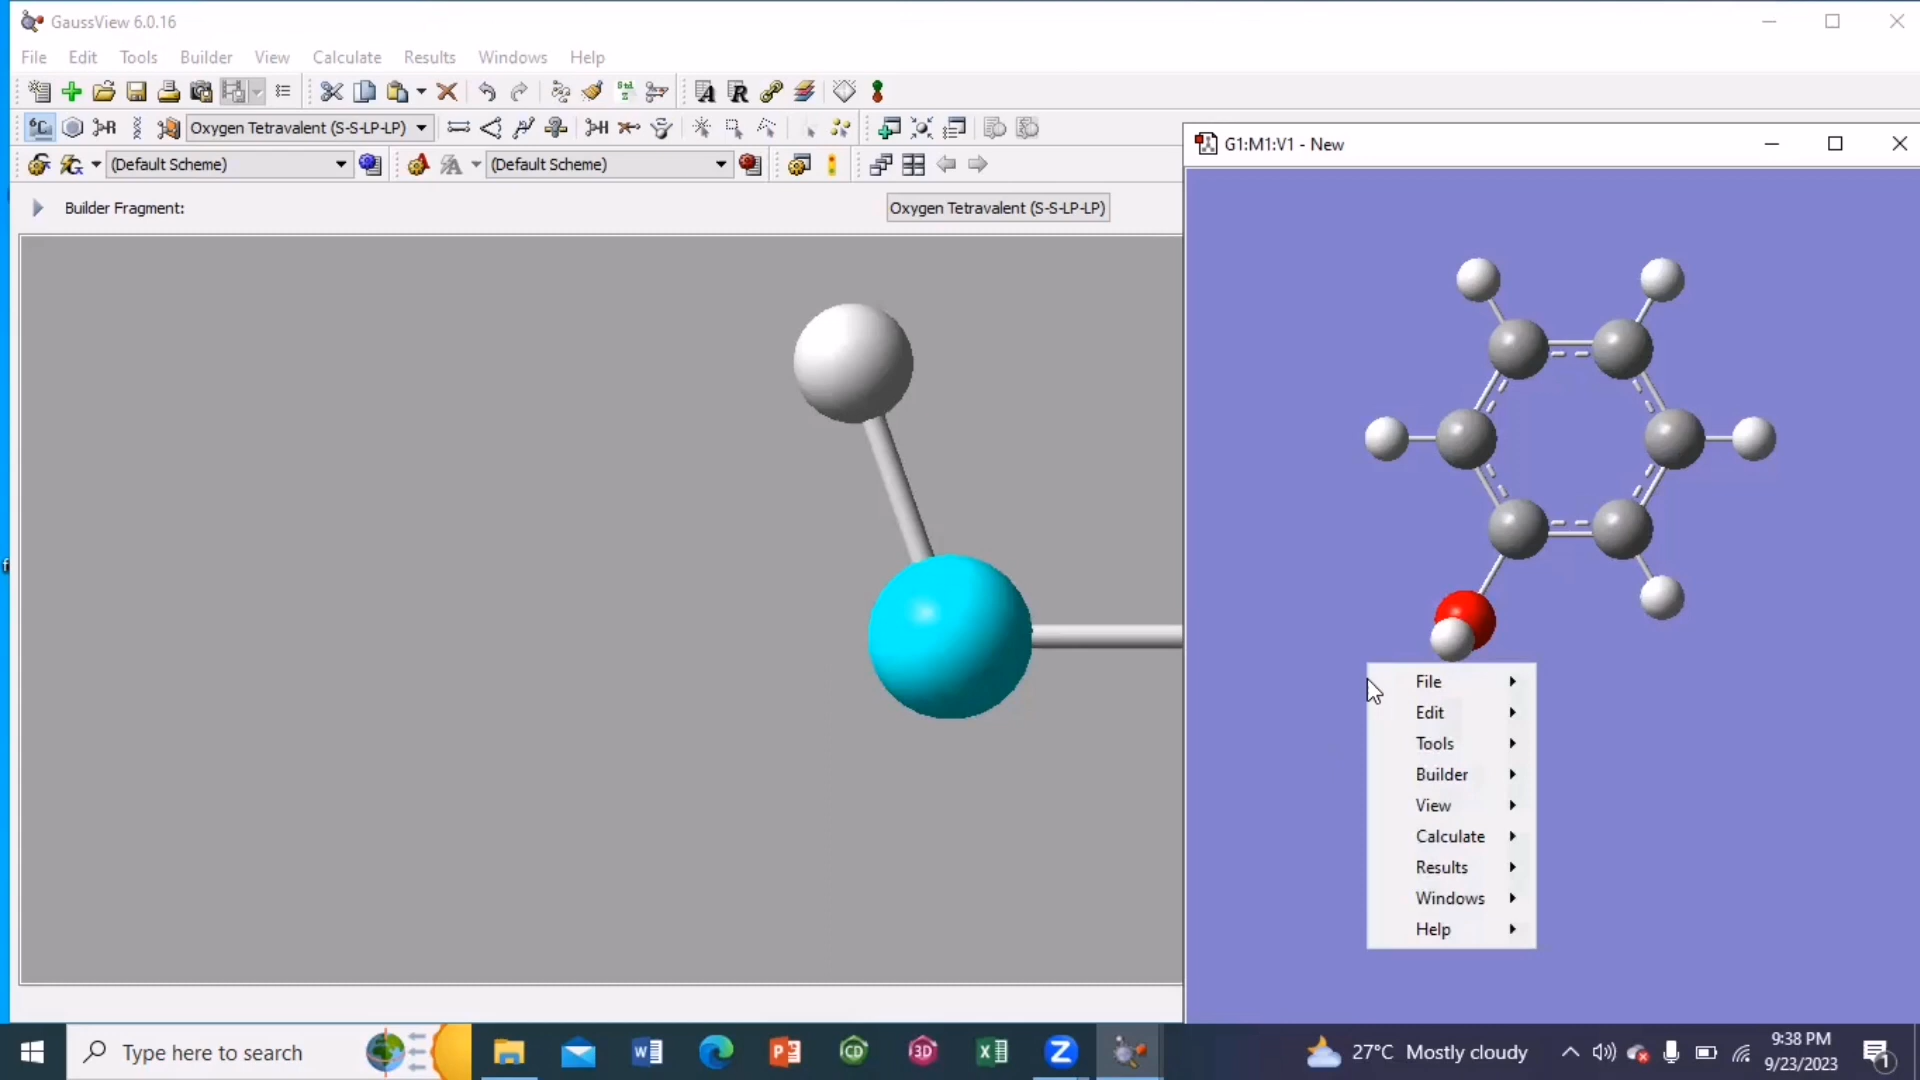 GaussView 6.0.16
File Edit Tools Builder View Calculate Results Windows Help
Oxygen Tetravalent (S-S-LP-LP)
(Default Scheme) (Default Scheme)
Builder Fragment: Oxygen Tetravalent (S-S-LP-LP)
G1:M1:V1 - New
File
Edit
Tools
Builder
View
Calculate
Results
Windows
Help
Type here to search
27°C Mostly cloudy
9:38 PM
9/23/2023
1